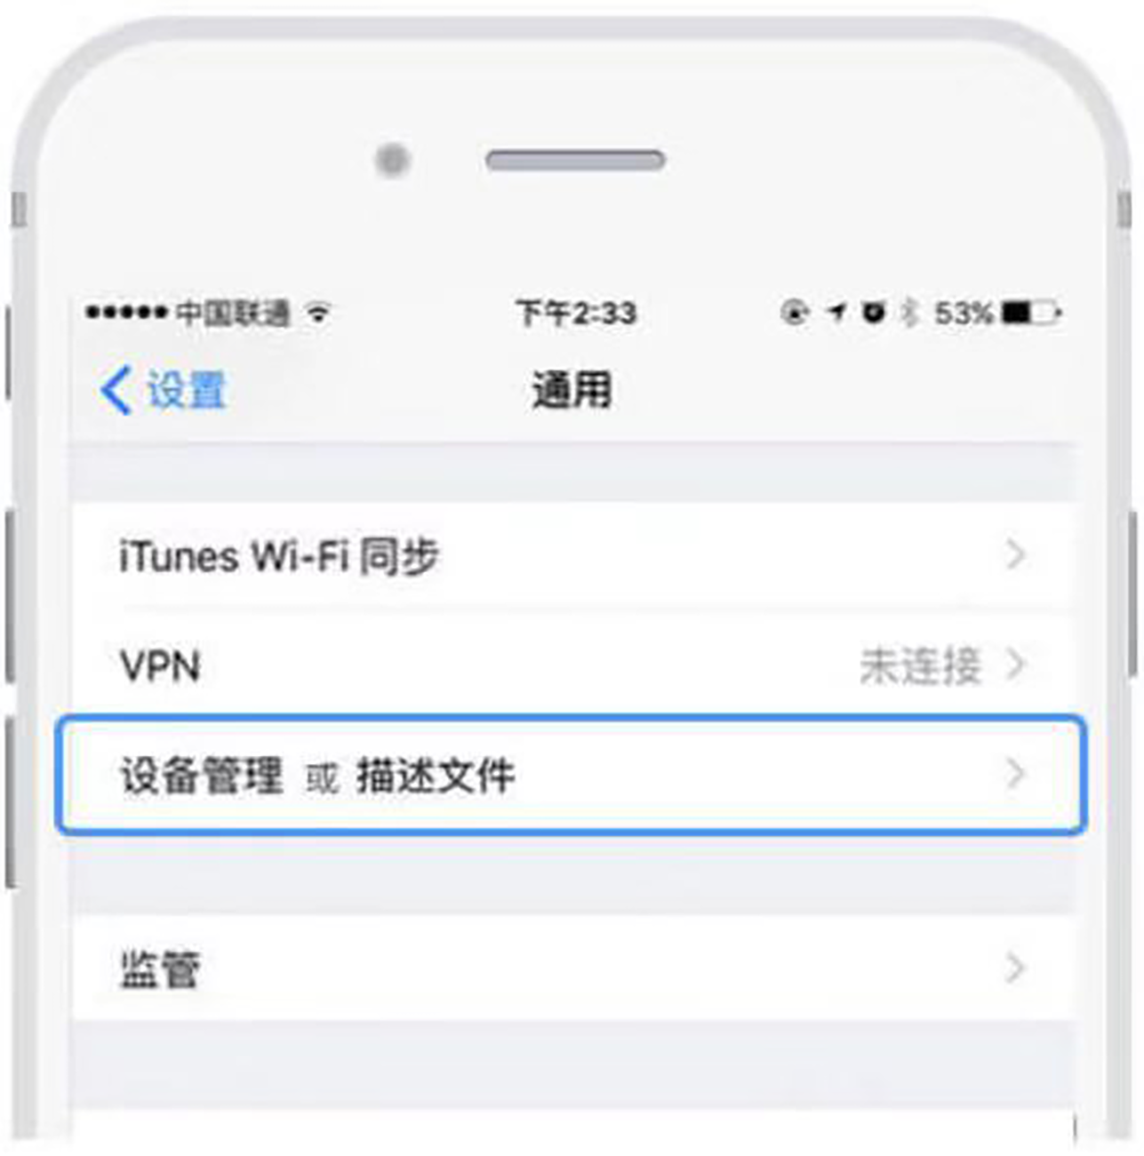 中国联通 下午2:33 53%
设置 通用
iTunes Wi-Fi 同步
VPN 未连接
设备管理 或 描述文件
监管